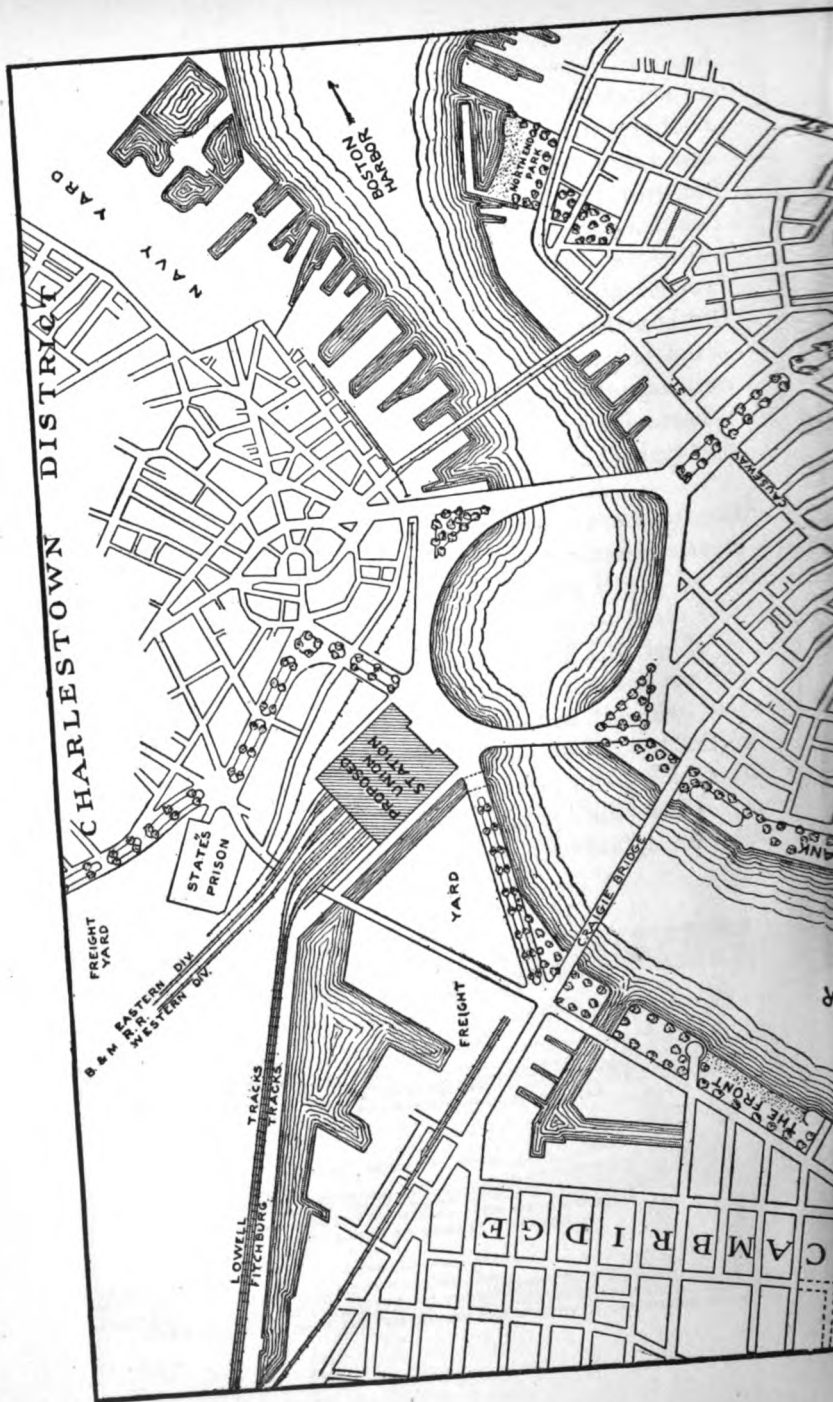 CHARLESTOWN DISTRICT
NAVY YARD
BOSTON
HARBOR
NORTH END
PARK
CAUSEWAY
ST.
PROPOSED
UNION
STATION
STATE'S
PRISON
FREIGHT
YARD
EASTERN DIV.
B. & M R.R.
WESTERN DIV.
LOWELL TRACKS
FITCHBURG TRACKS
FREIGHT YARD
CRAIGIE BRIDGE
THE FRONT
CAMBRIDGE
ANK
R